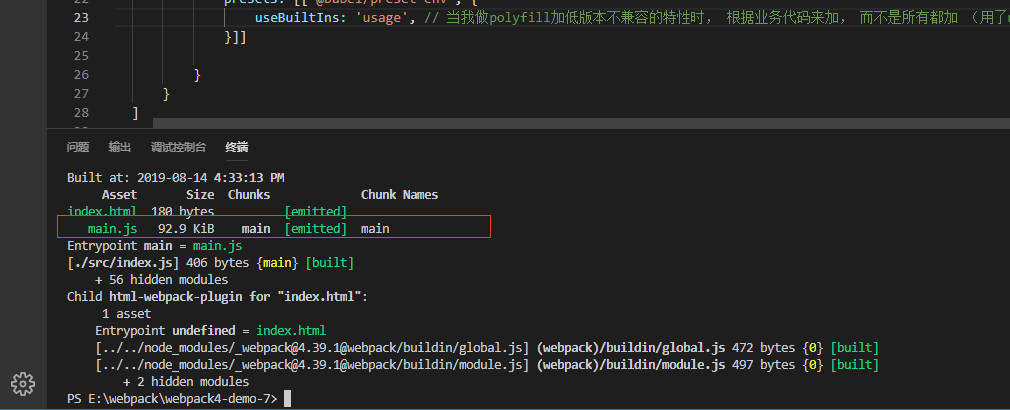 23 useBuiltIns: 'usage', // 当我做polyfill加低版本不兼容的特性时， 根据业务代码来加， 而不是所有都加 （用了
24 }]]
25
26 }
27 }
28 ]
问题 输出 调试控制台 终端
Built at: 2019-08-14 4:33:13 PM
Asset Size Chunks Chunk Names
index.html 180 bytes [emitted]
main.js 92.9 KiB main [emitted] main
Entrypoint main = main.js
[./src/index.js] 406 bytes {main} [built]
+ 56 hidden modules
Child html-webpack-plugin for "index.html":
1 asset
Entrypoint undefined = index.html
[../../node_modules/_webpack@4.39.1@webpack/buildin/global.js] (webpack)/buildin/global.js 472 bytes {0} [built]
[../../node_modules/_webpack@4.39.1@webpack/buildin/module.js] (webpack)/buildin/module.js 497 bytes {0} [built]
+ 2 hidden modules
PS E:\webpack\webpack4-demo-7>